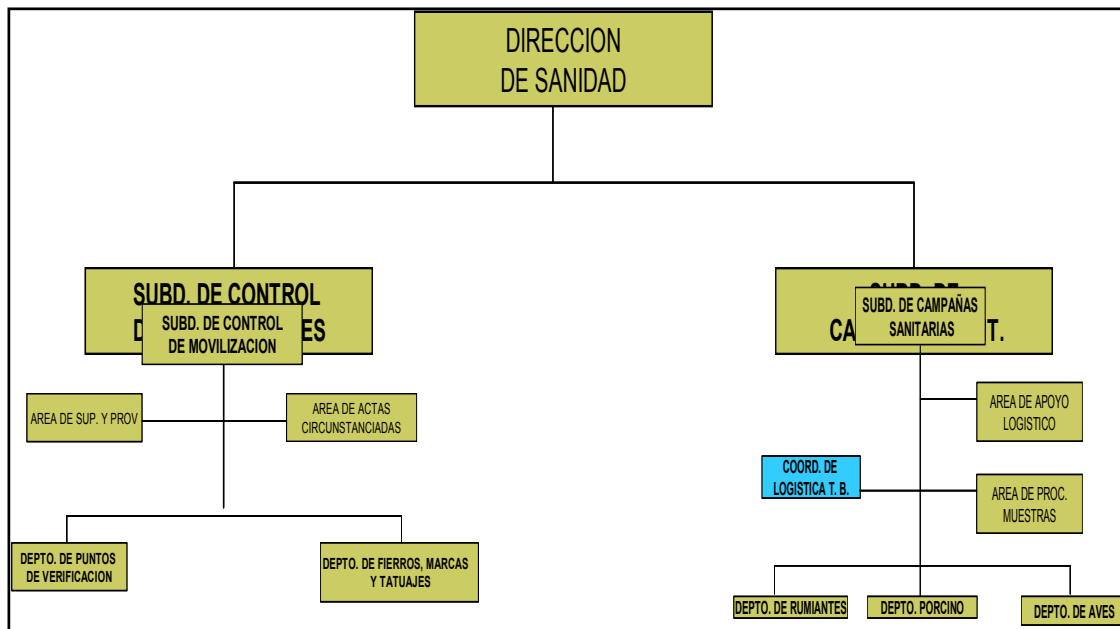 DIRECCION
DE SANIDAD
SUBD. DE CONTROL
SUBD. DE CONTROL
DE MOVILIZACION
SUBD. DE CAMPAÑAS
SANITARIAS
T.
AREA DE SUP. Y PROV
AREA DE ACTAS
CIRCUNSTANCIADAS
AREA DE APOYO
LOGISTICO
COORD. DE
LOGISTICA T. B.
AREA DE PROC.
MUESTRAS
DEPTO. DE PUNTOS
DE VERIFICACION
DEPTO. DE FIERROS, MARCAS
Y TATUAJES
DEPTO. DE RUMIANTES
DEPTO. PORCINO
DEPTO. DE AVES